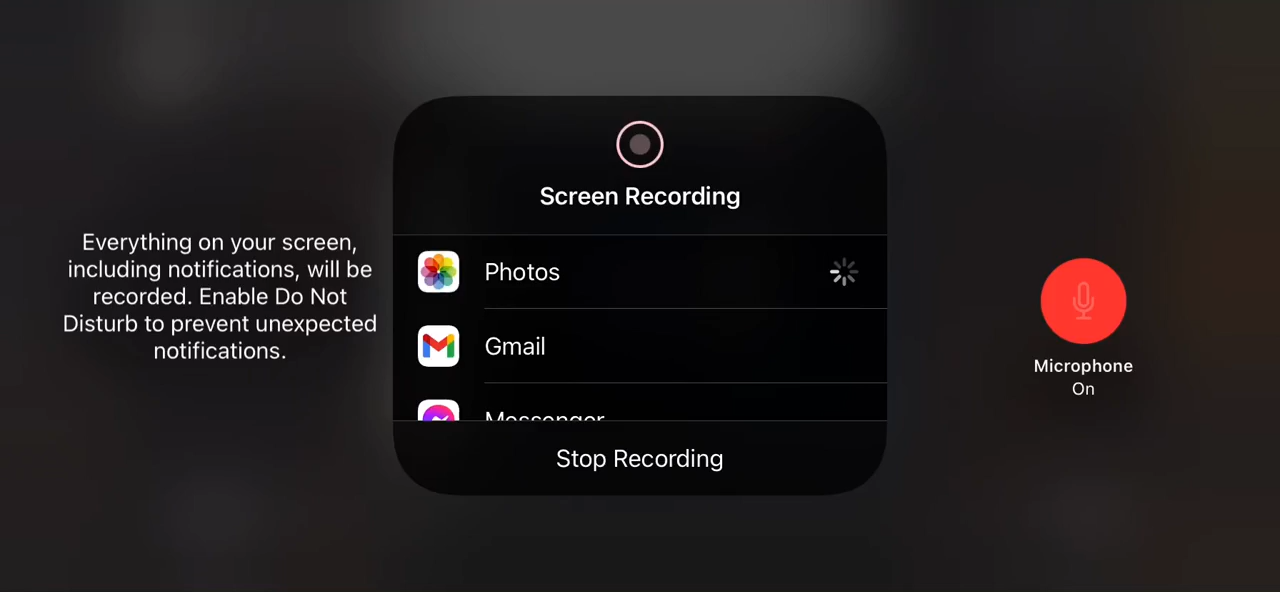 Screen Recording
Everything on your screen,
including notifications, will be
recorded. Enable Do Not
Disturb to prevent unexpected
notifications.
Photos
Gmail
Messenger
Stop Recording
Microphone
On